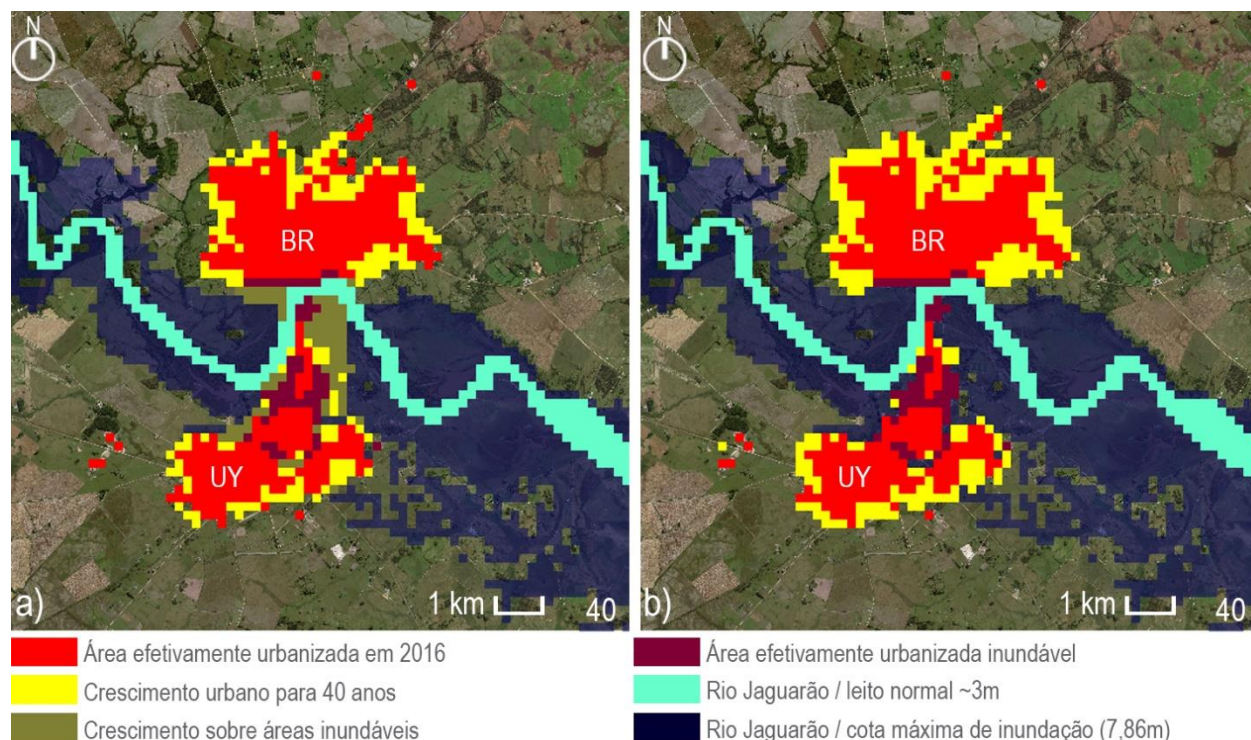 N
N
BR
BR
UY
UY
a) 1 km 40
b) 1 km 40
Área efetivamente urbanizada em 2016
Crescimento urbano para 40 anos
Crescimento sobre áreas inundáveis
Área efetivamente urbanizada inundável
Rio Jaguarão / leito normal ~3m
Rio Jaguarão / cota máxima de inundação (7,86m)